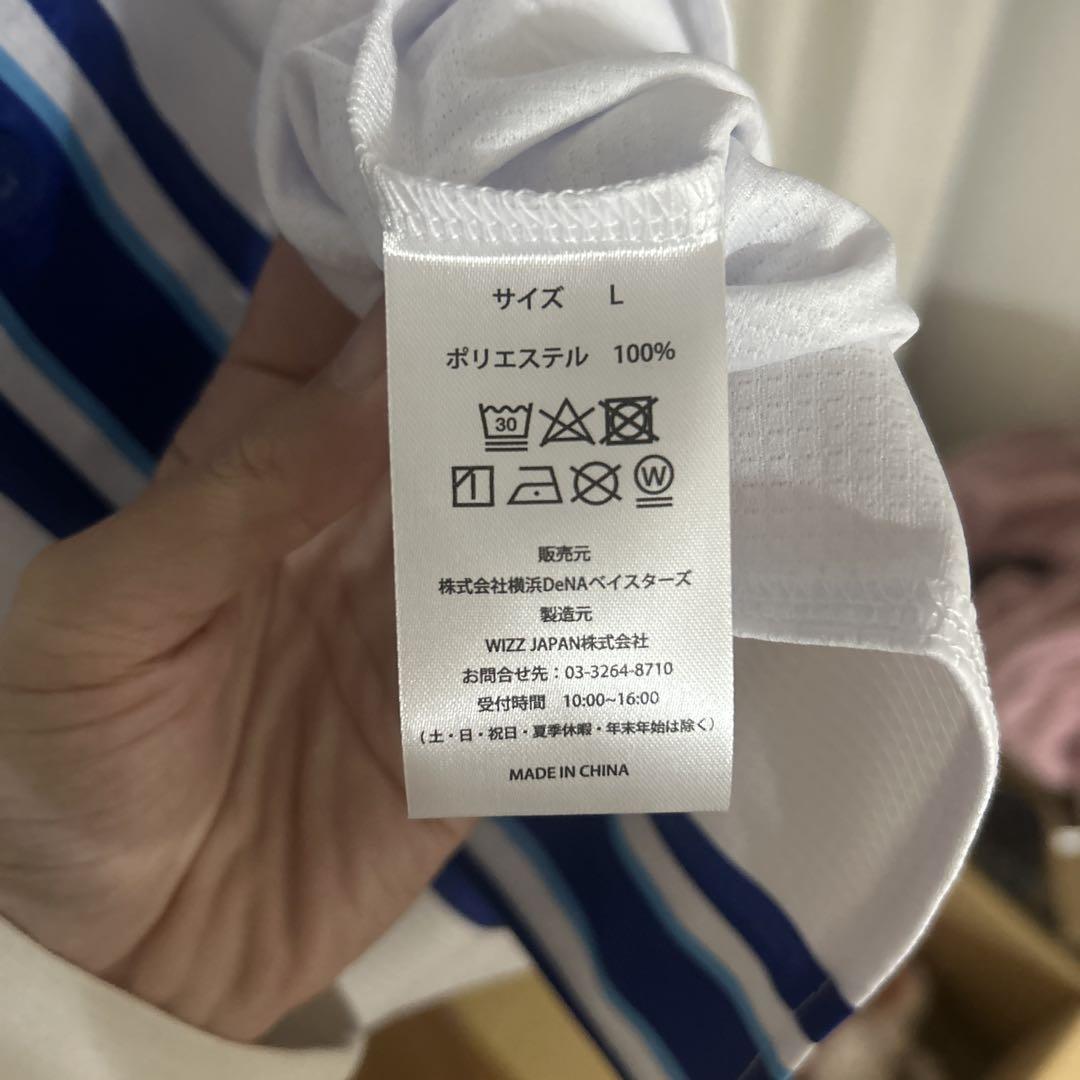 サイズ L
ポリエステル 100%
30
W
販売元
株式会社横浜DeNAベイスターズ
製造元
WIZZ JAPAN株式会社
お問合せ先：03-3264-8710
受付時間 10:00~16:00
（土・日・祝日・夏季休暇・年末年始は除く）
MADE IN CHINA